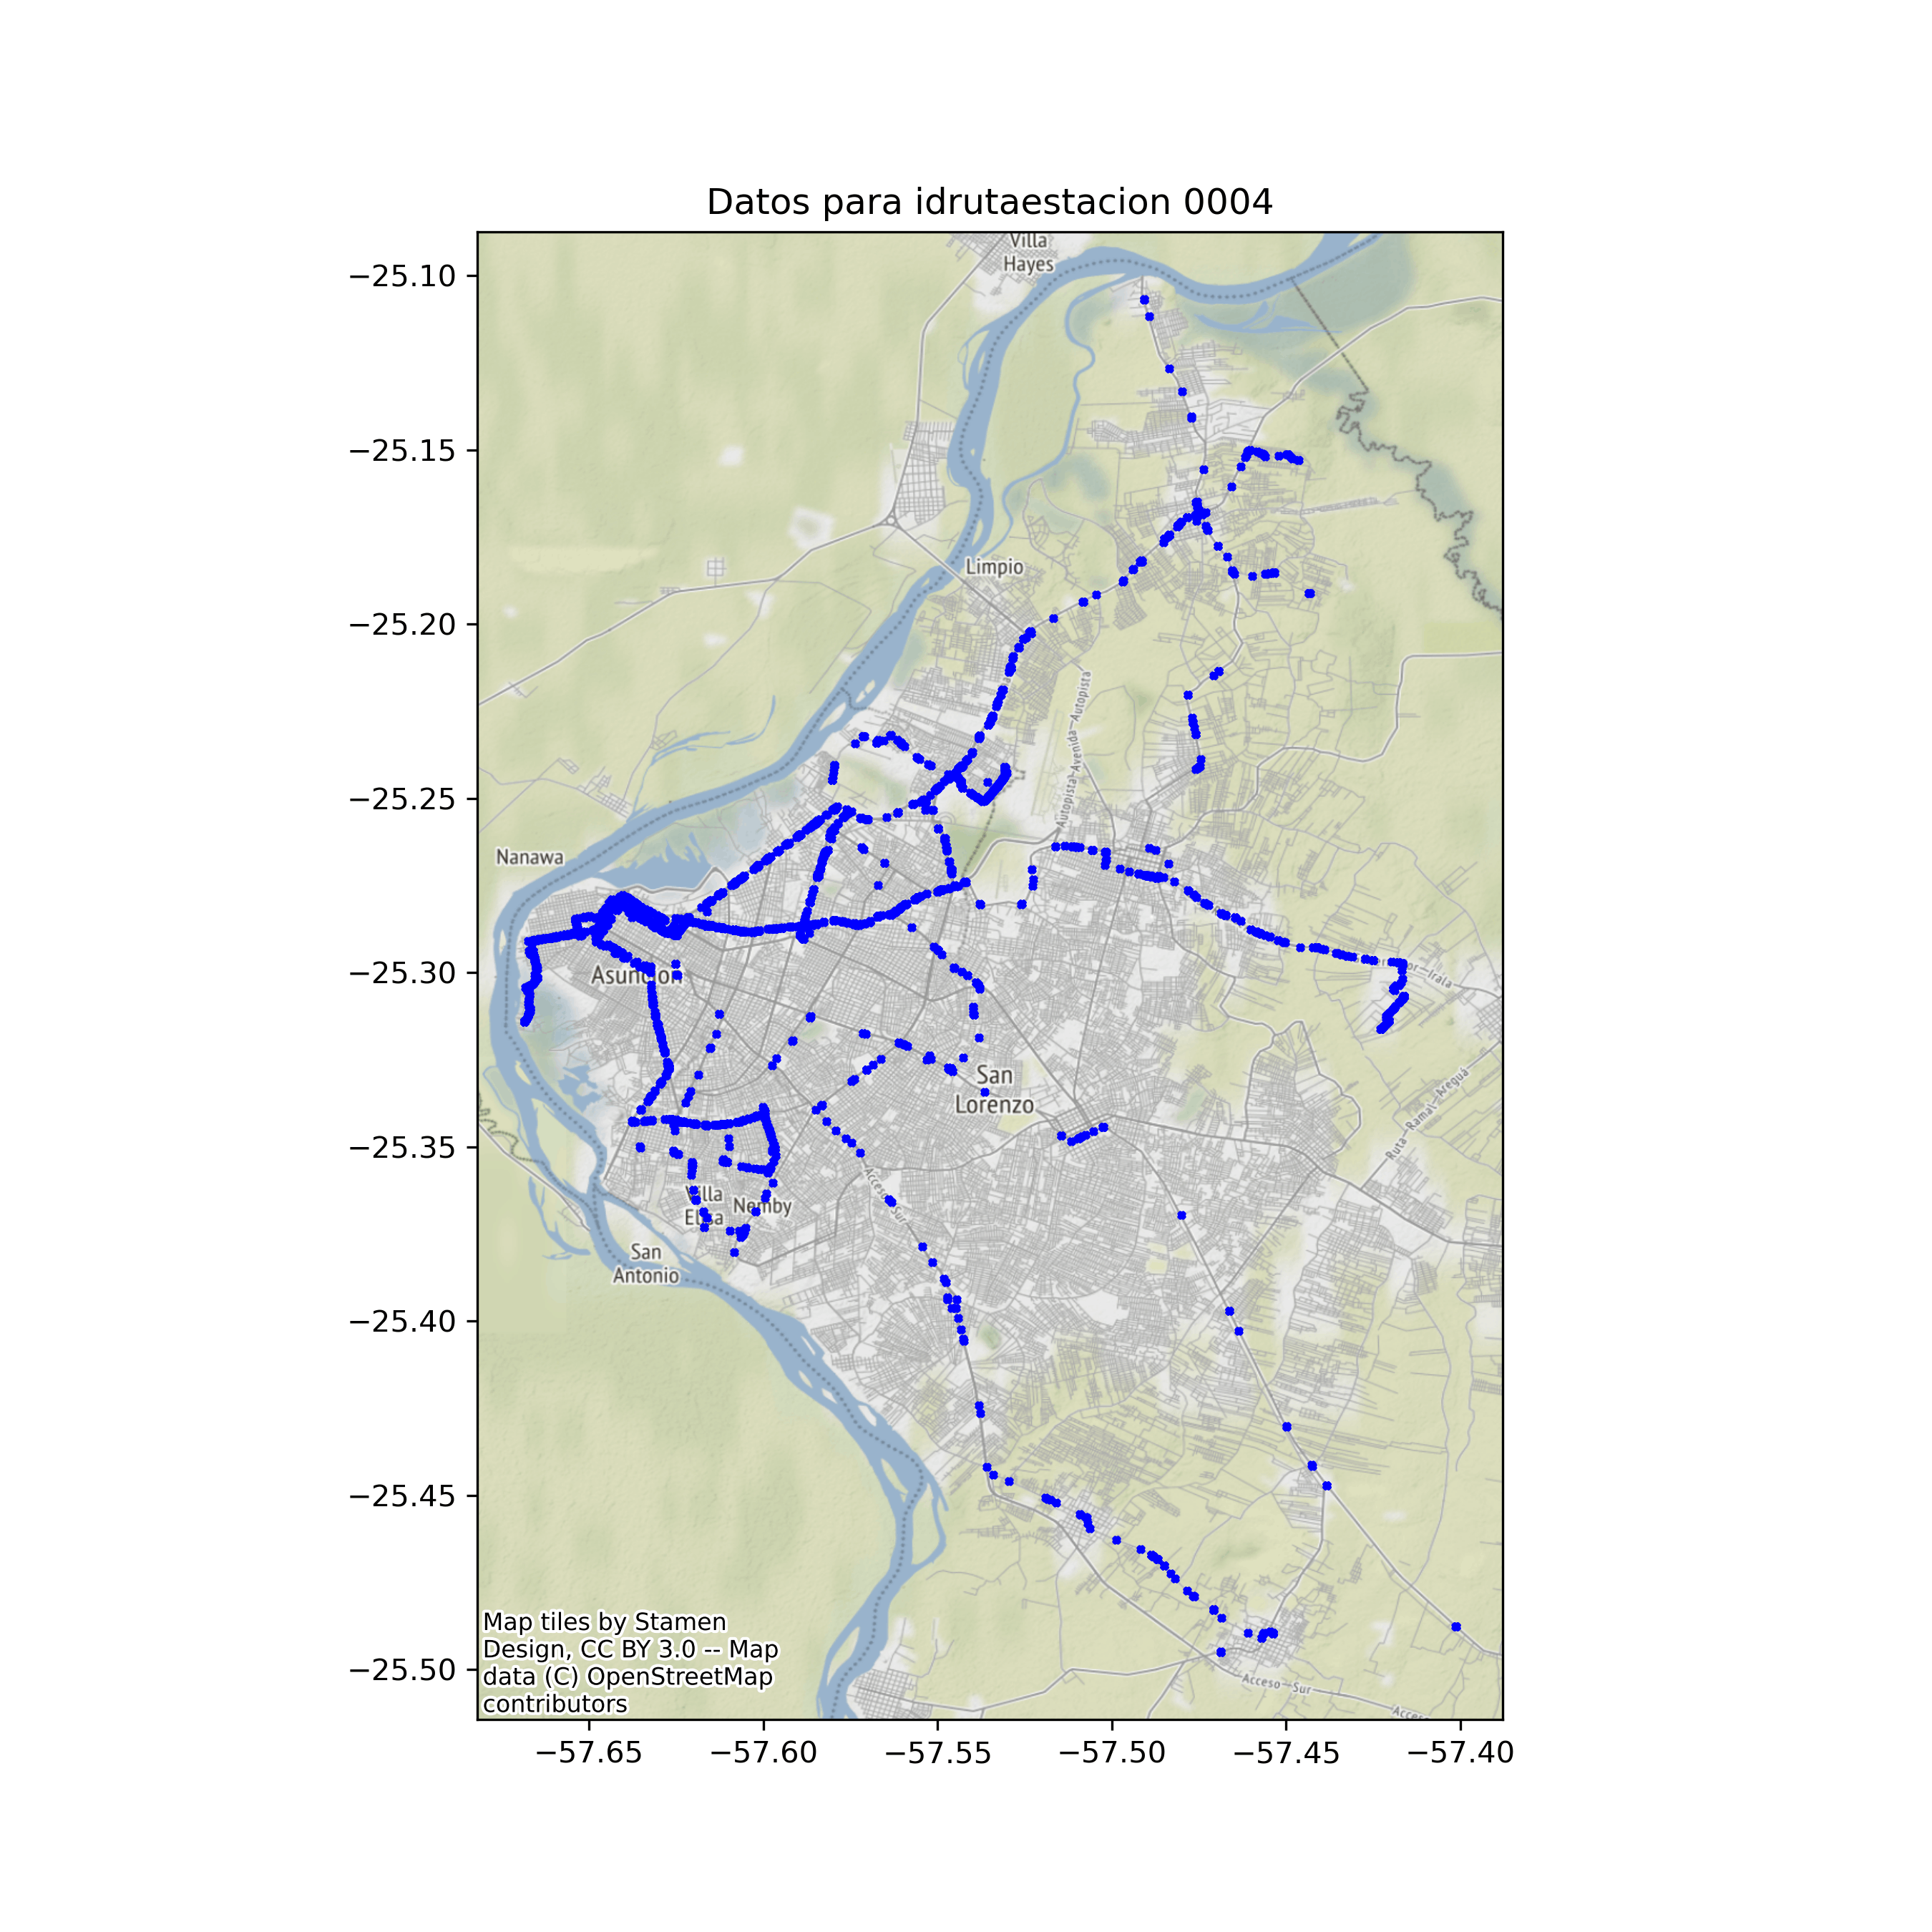 Datos para idrutaestacion 0004
−25.10
−25.15
−25.20
−25.25
−25.30
−25.35
−25.40
−25.45
−25.50
Villa
Hayes
Limpio
Autopista-Avenida-Autopista
Nanawa
Asunción
Irala
San
Lorenzo
Ruta-Ramal-Areguá
Acceso-Sur
Villa
Elisa
Nemby
San
Antonio
Acceso-Sur
Map tiles by Stamen
Design, CC BY 3.0 -- Map
data (C) OpenStreetMap
contributors
−57.65
−57.60
−57.55
−57.50
−57.45
−57.40